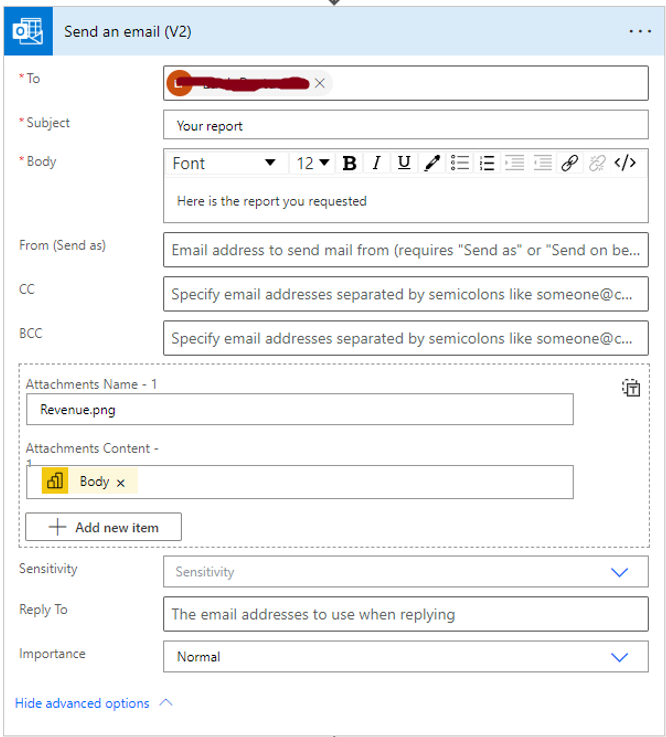 Send an email (V2)
* To
* Subject
Your report
* Body
Font 12 B I U </>
Here is the report you requested
From (Send as)
Email address to send mail from (requires "Send as" or "Send on be...
CC
Specify email addresses separated by semicolons like someone@c...
BCC
Specify email addresses separated by semicolons like someone@c...
Attachments Name - 1
Revenue.png
Attachments Content -
1
Body ×
Add new item
Sensitivity
Sensitivity
Reply To
The email addresses to use when replying
Importance
Normal
Hide advanced options